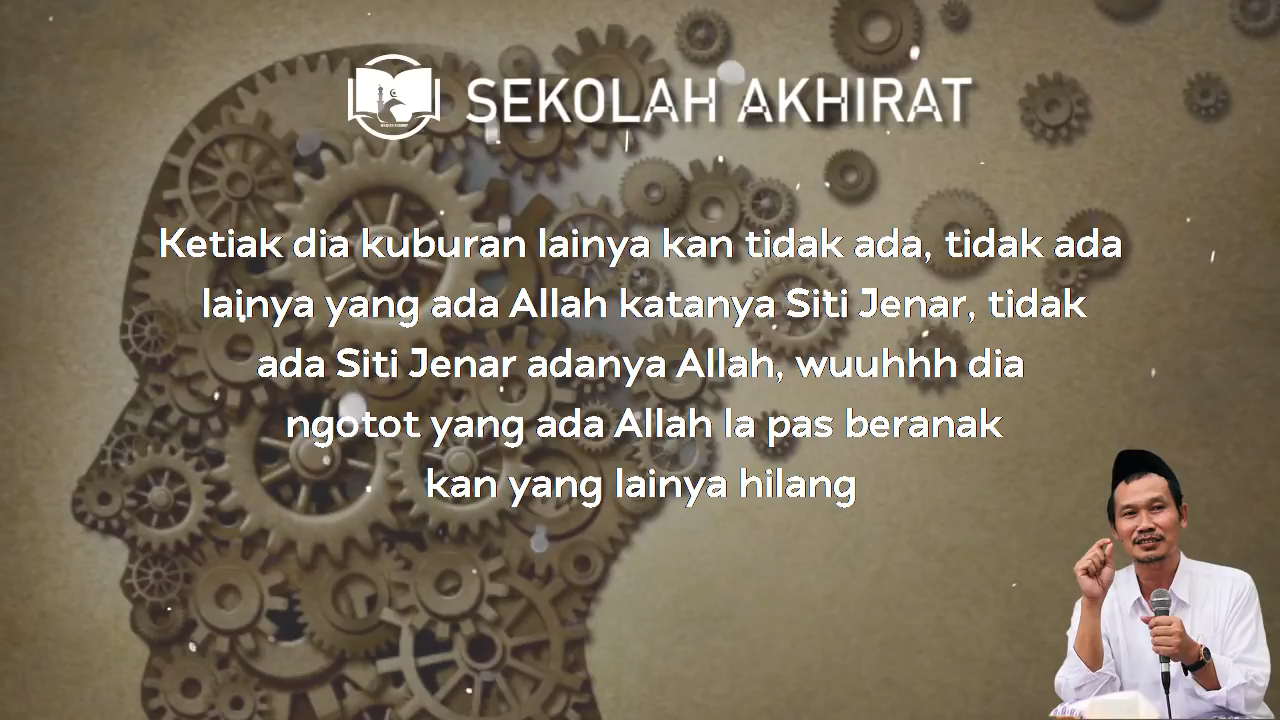 SEKOLAH AKHIRAT
Ketiak dia kuburan lainya kan tidak ada, tidak ada
lainya yang ada Allah katanya Siti Jenar, tidak
ada Siti Jenar adanya Allah, wuuhhh dia
ngotot yang ada Allah la pas beranak
kan yang lainya hilang